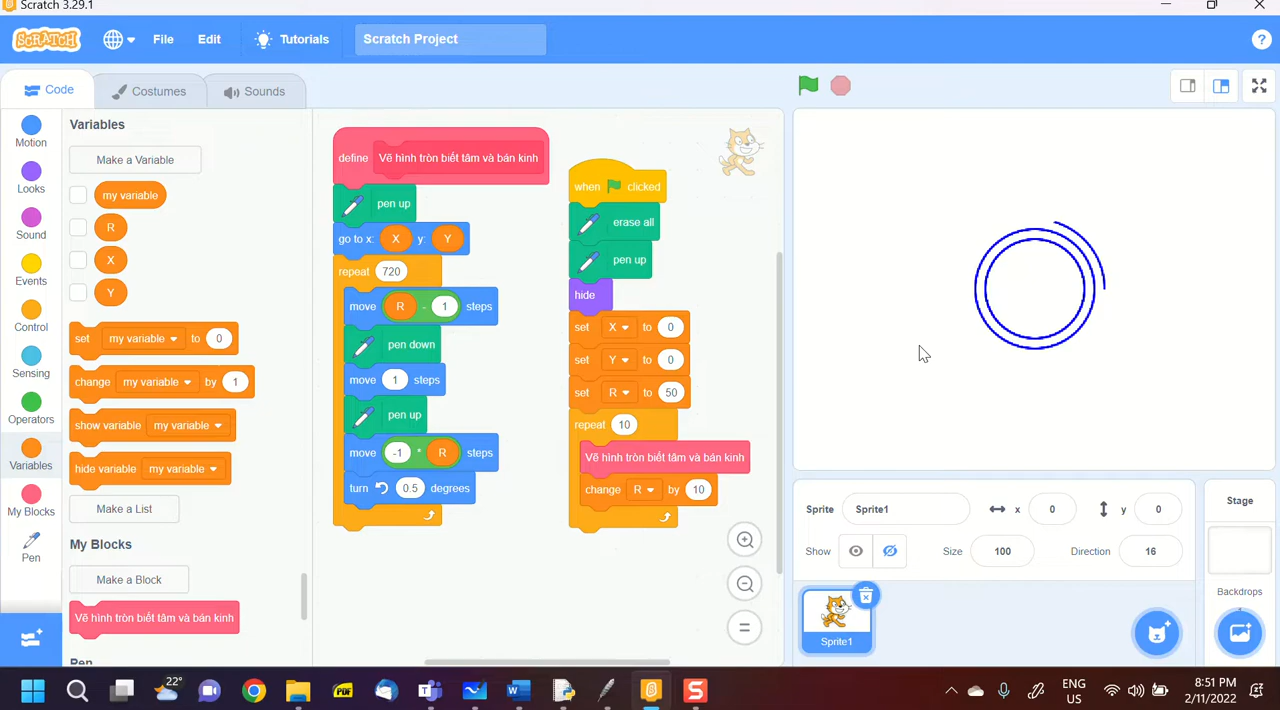 Scratch 3.29.1
SCRATCH File Edit Tutorials Scratch Project ?
Code Costumes Sounds
Motion
Looks
Sound
Events
Control
Sensing
Operators
Variables
My Blocks
Pen
Variables
Make a Variable
my variable
R
X
Y
set my variable to 0
change my variable by 1
show variable my variable
hide variable my variable
Make a List
My Blocks
Make a Block
Vẽ hình tròn biết tâm và bán kinh
Pen
define Vẽ hình tròn biết tâm và bán kinh
pen up
go to x: X y: Y
repeat 720
move R - 1 steps
pen down
move 1 steps
pen up
move -1 * R steps
turn 0.5 degrees
when clicked
erase all
pen up
hide
set X to 0
set Y to 0
set R to 50
repeat 10
Vẽ hình tròn biết tâm và bán kinh
change R by 10
Sprite Sprite1 x 0 y 0
Show Size 100 Direction 16
Sprite1
Stage
Backdrops
22°
PDF
ENG
US
8:51 PM
2/11/2022